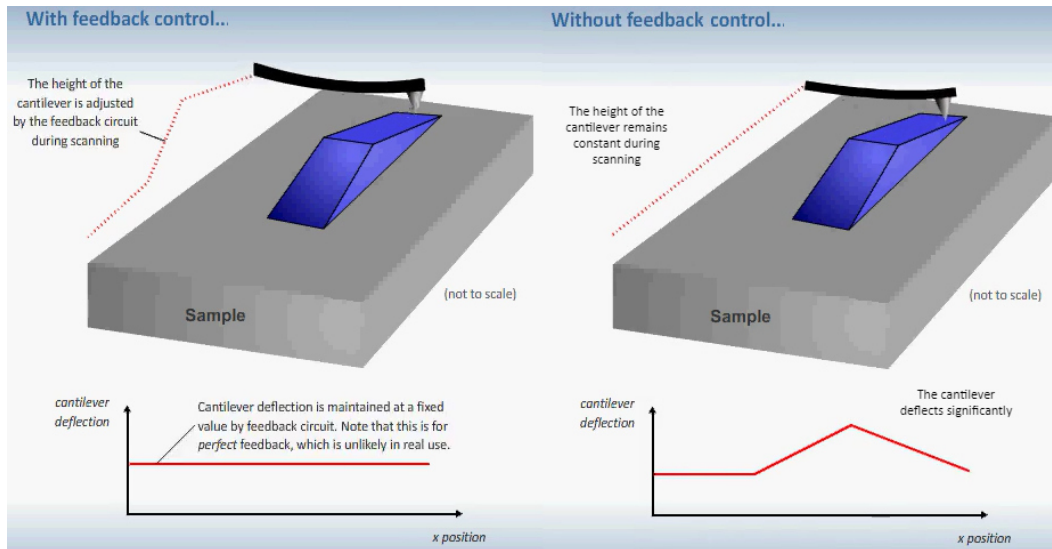 With feedback control...
The height of the
cantilever is adjusted
by the feedback circuit
during scanning
(not to scale)
Sample
cantilever
deflection
Cantilever deflection is maintained at a fixed
value by feedback circuit. Note that this is for
perfect feedback, which is unlikely in real use.
x position
Without feedback control...
The height of the
cantilever remains
constant during
scanning
(not to scale)
Sample
cantilever
deflection
The cantilever
deflects significantly
x position